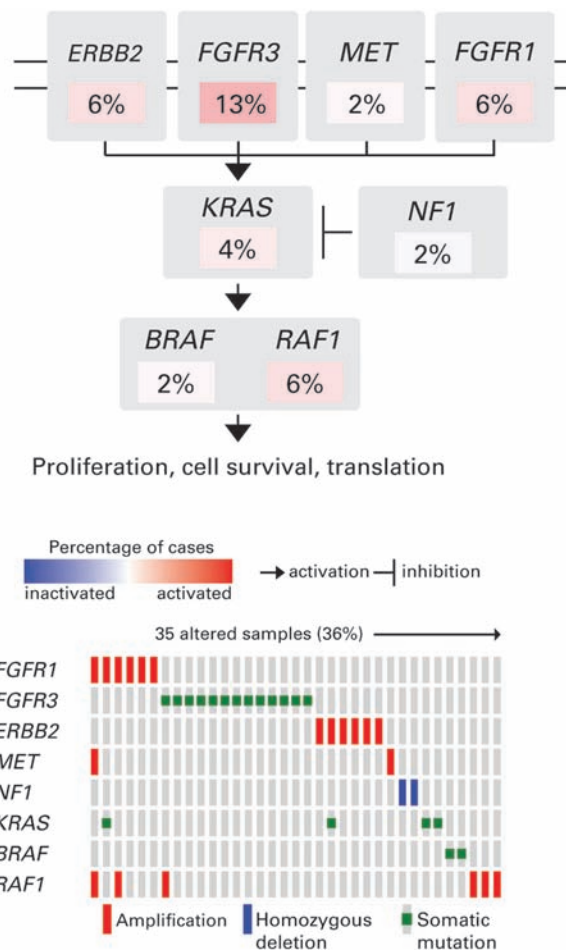 ERBB2 FGFR3 MET FGFR1
6% 13% 2% 6%
KRAS NF1
4% 2%
BRAF RAF1
2% 6%
Proliferation, cell survival, translation
Percentage of cases
inactivated activated
activation inhibition
35 altered samples (36%)
FGFR1
FGFR3
ERBB2
MET
NF1
KRAS
BRAF
RAF1
Amplification Homozygous deletion Somatic mutation